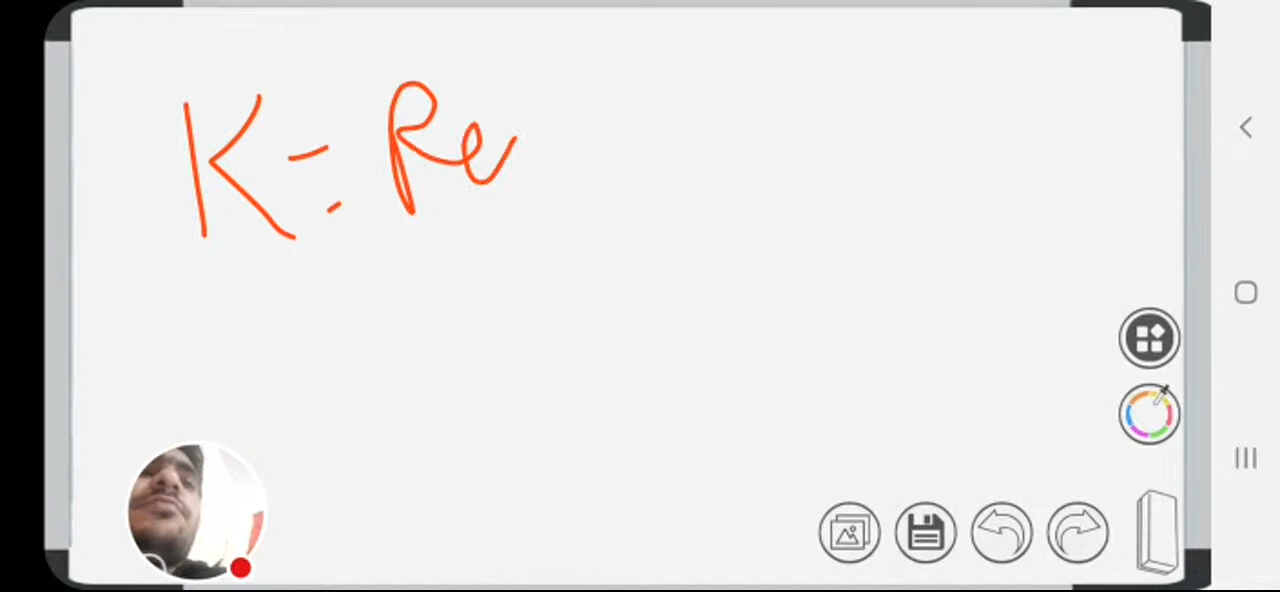 K = Re